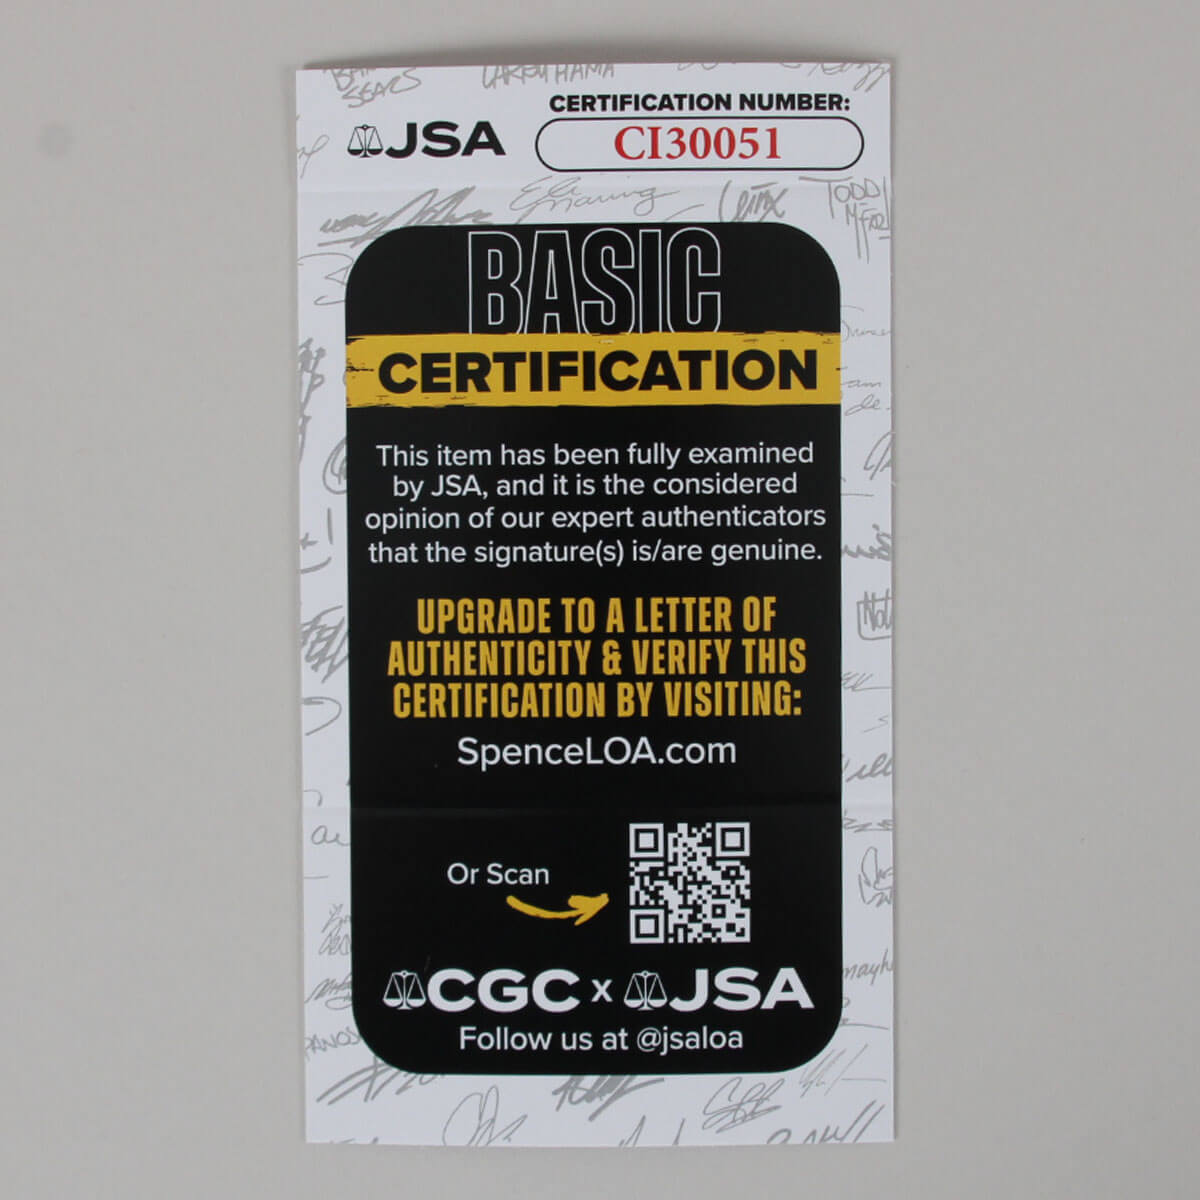 JSA
CERTIFICATION NUMBER:
CI30051
BASIC
CERTIFICATION
This item has been fully examined
by JSA, and it is the considered
opinion of our expert authenticators
that the signature(s) is/are genuine.
UPGRADE TO A LETTER OF
AUTHENTICITY & VERIFY THIS
CERTIFICATION BY VISITING:
SpenceLOA.com
Or Scan
CGC x JSA
Follow us at @jsaloa